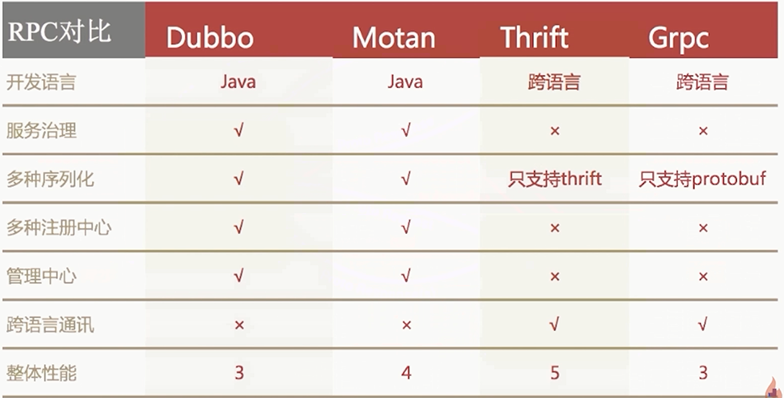 RPC对比 Dubbo Motan Thrift Grpc
开发语言 Java Java 跨语言 跨语言
服务治理 √ √ × ×
多种序列化 √ √ 只支持thrift 只支持protobuf
多种注册中心 √ √ × ×
管理中心 √ √ × ×
跨语言通讯 × × √ √
整体性能 3 4 5 3